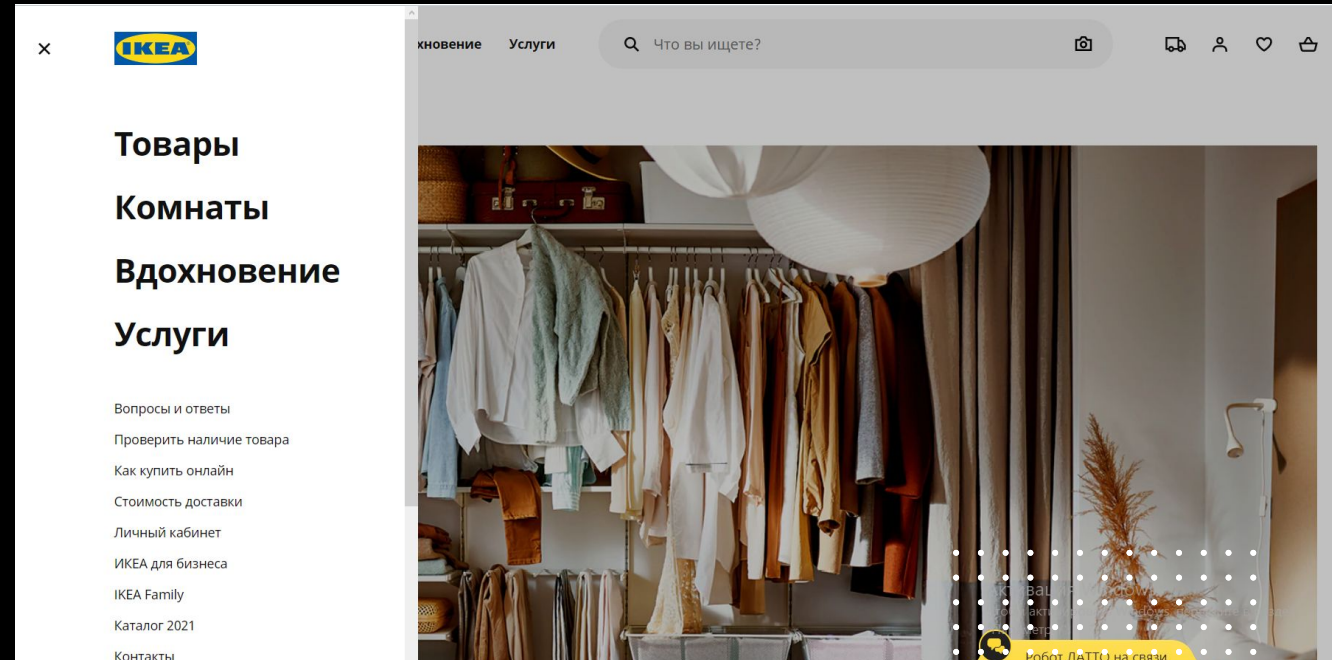 IKEA
Товары
Комнаты
Вдохновение
Услуги
Вопросы и ответы
Проверить наличие товара
Как купить онлайн
Стоимость доставки
Личный кабинет
ИКЕА для бизнеса
IKEA Family
Каталог 2021
Контакты
хновение Услуги
Что вы ищете?
Робот ЛАТТО на связи